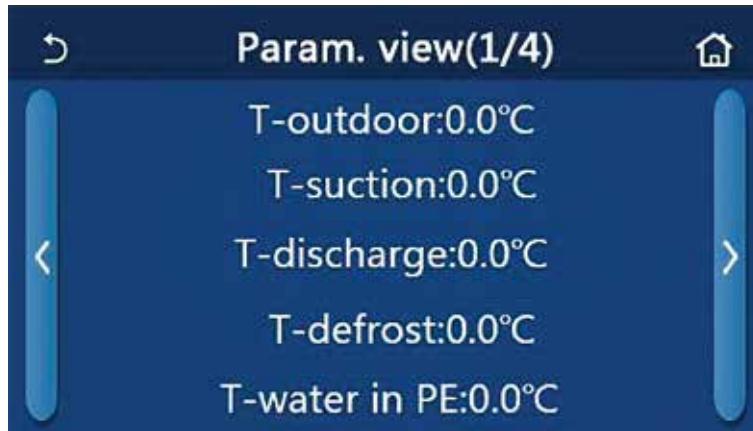 Param. view(1/4)
T-outdoor:0.0℃
T-suction:0.0℃
T-discharge:0.0℃
T-defrost:0.0℃
T-water in PE:0.0℃